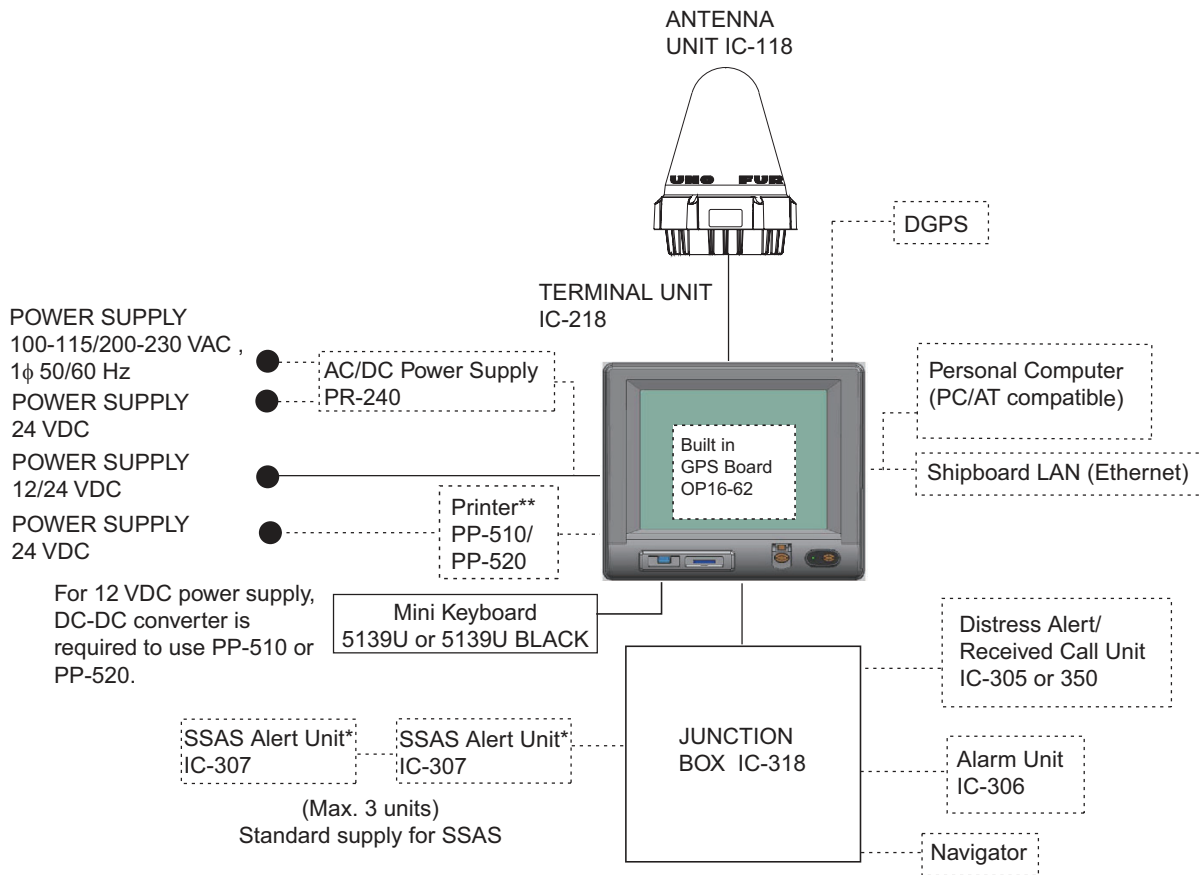 ANTENNA
UNIT IC-118
UNO FUR
DGPS
TERMINAL UNIT
IC-218
POWER SUPPLY
100-115/200-230 VAC ,
1ϕ 50/60 Hz
AC/DC Power Supply
PR-240
POWER SUPPLY
24 VDC
POWER SUPPLY
12/24 VDC
POWER SUPPLY
24 VDC
Printer**
PP-510/
PP-520
Built in
GPS Board
OP16-62
Personal Computer
(PC/AT compatible)
Shipboard LAN (Ethernet)
For 12 VDC power supply,
DC-DC converter is
required to use PP-510 or
PP-520.
Mini Keyboard
5139U or 5139U BLACK
Distress Alert/
Received Call Unit
IC-305 or 350
SSAS Alert Unit*
IC-307
SSAS Alert Unit*
IC-307
(Max. 3 units)
Standard supply for SSAS
JUNCTION
BOX IC-318
Alarm Unit
IC-306
Navigator